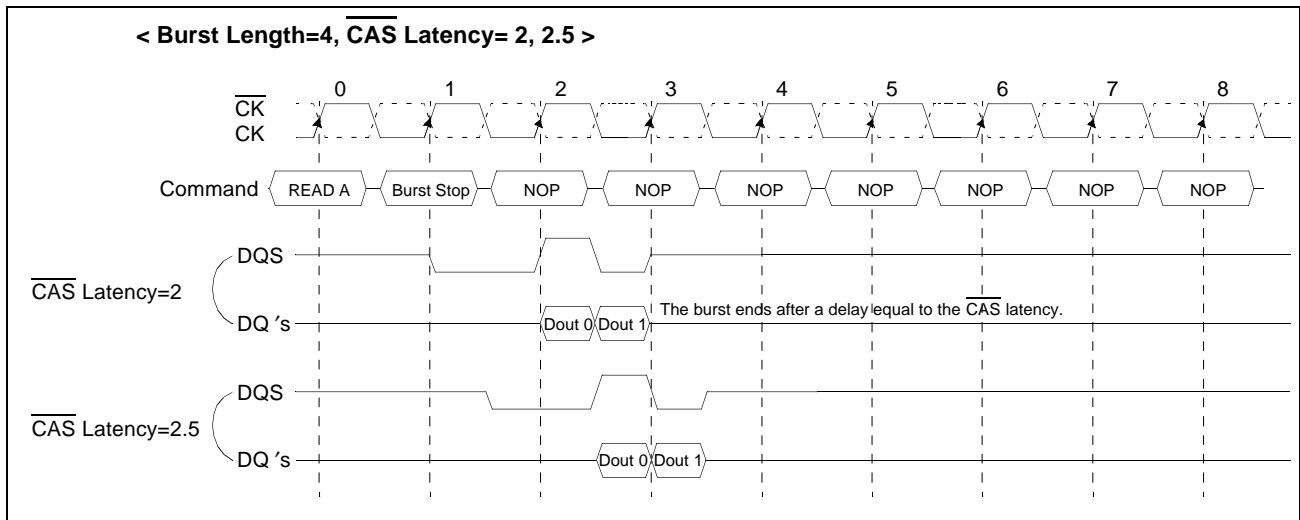 < Burst Length=4, CAS Latency= 2, 2.5 >
0 1 2 3 4 5 6 7 8
CK
CK
Command READ A Burst Stop NOP NOP NOP NOP NOP NOP NOP
DQS
CAS Latency=2
The burst ends after a delay equal to the CAS latency.
DQ 's Dout 0 Dout 1
DQS
CAS Latency=2.5
DQ 's Dout 0 Dout 1